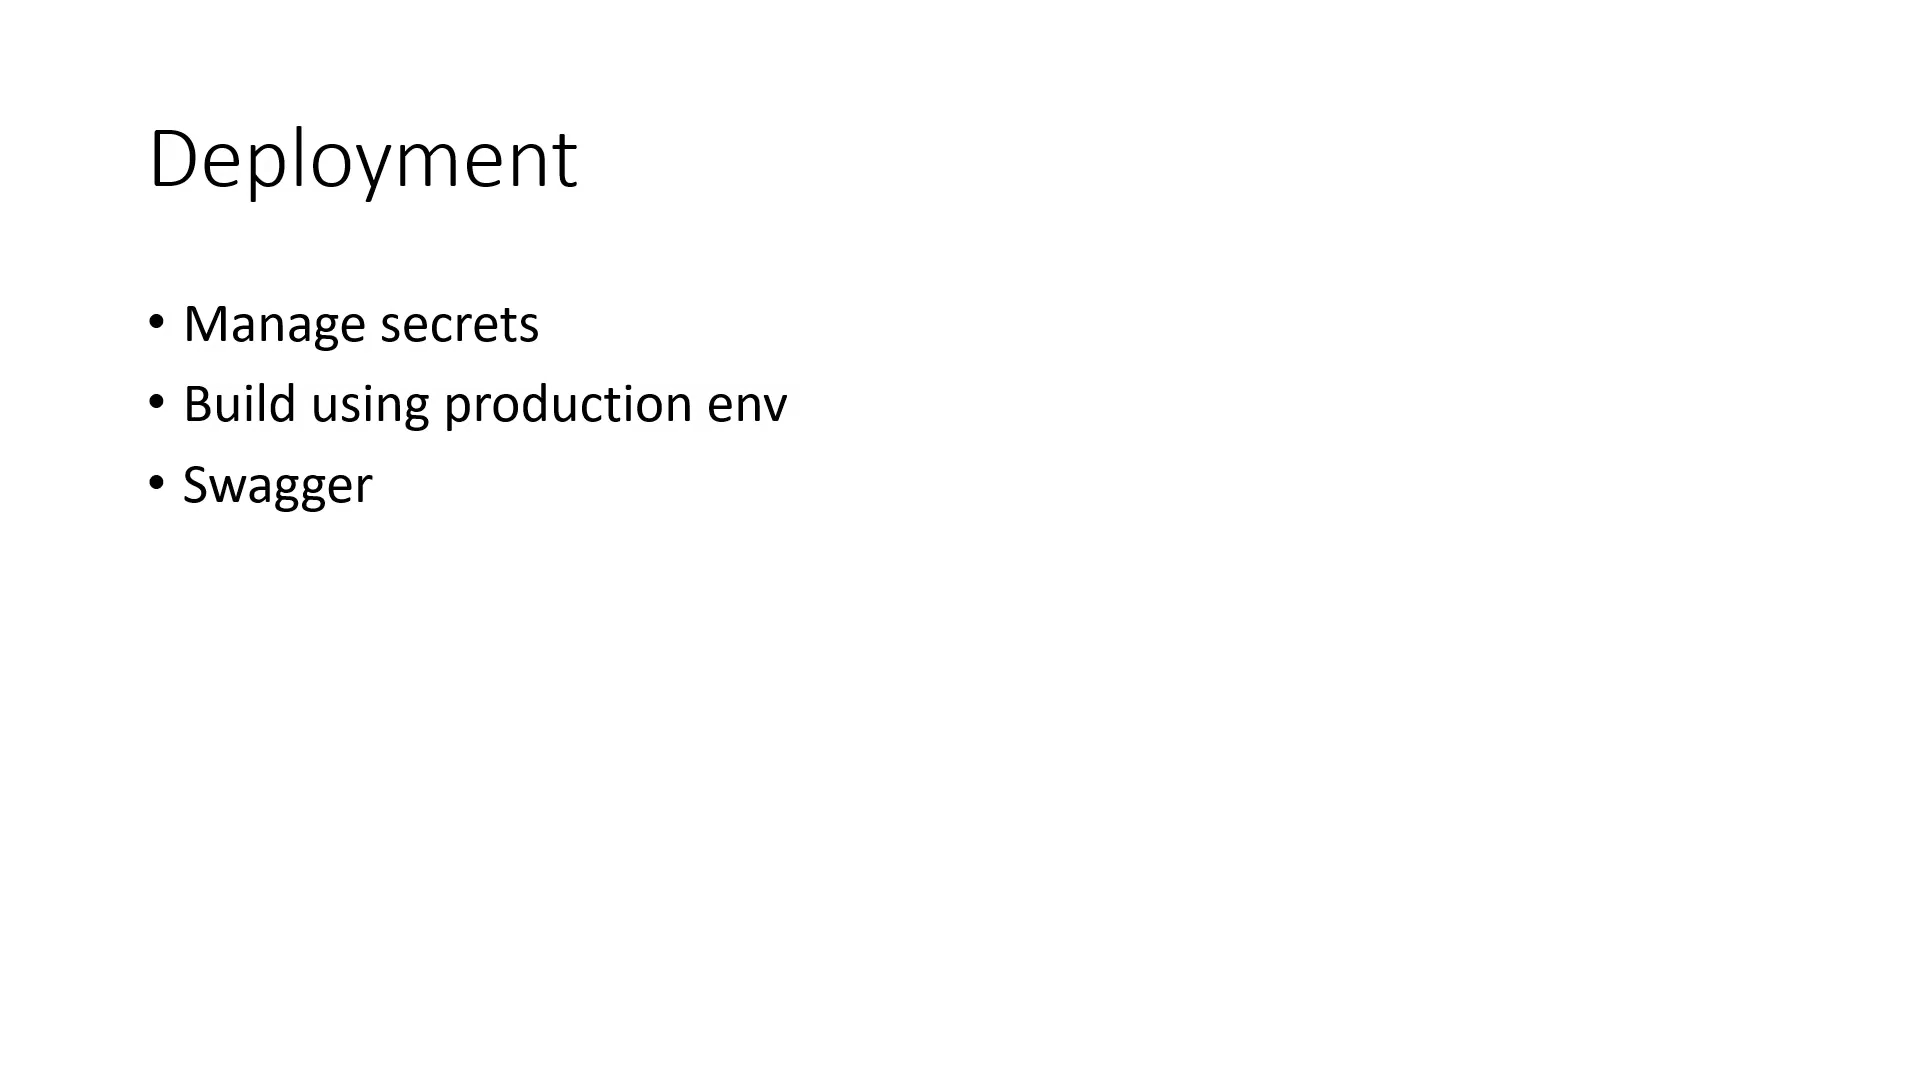 Deployment
• Manage secrets
• Build using production env
• Swagger